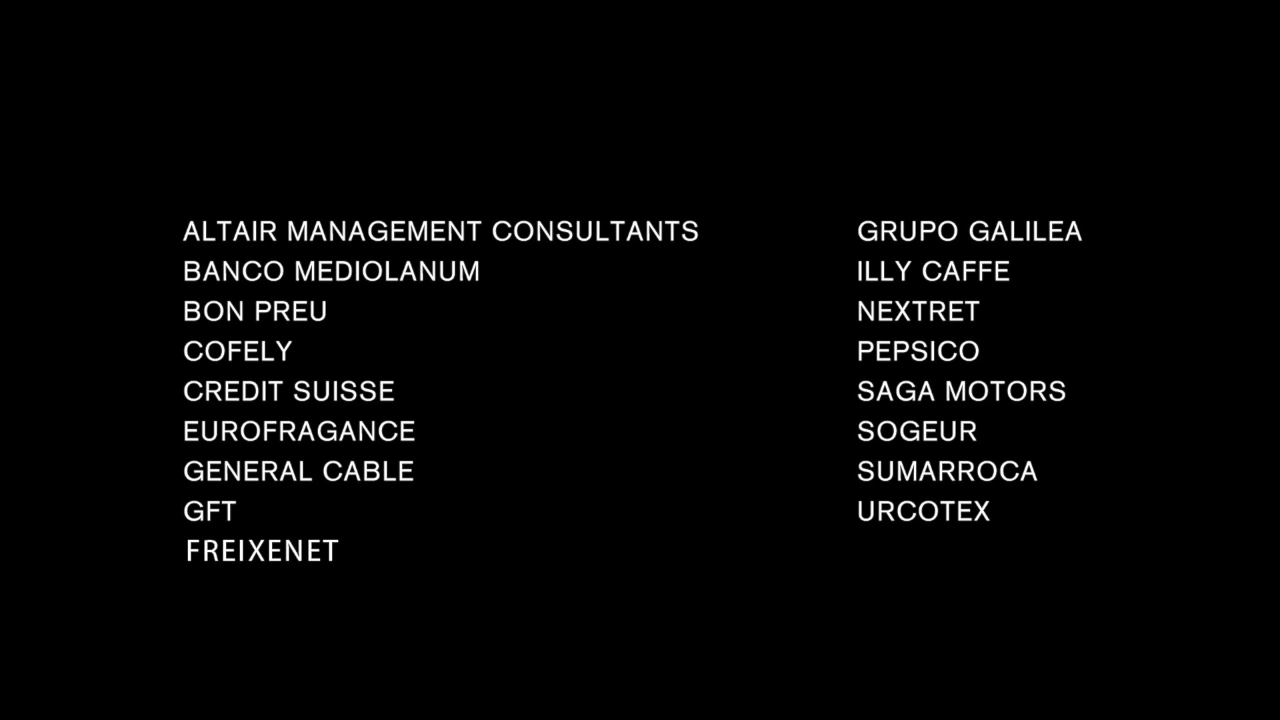 ALTAIR MANAGEMENT CONSULTANTS
BANCO MEDIOLANUM
BON PREU
COFELY
CREDIT SUISSE
EUROFRAGANCE
GENERAL CABLE
GFT
FREIXENET
GRUPO GALILEA
ILLY CAFFE
NEXTRET
PEPSICO
SAGA MOTORS
SOGEUR
SUMARROCA
URCOTEX